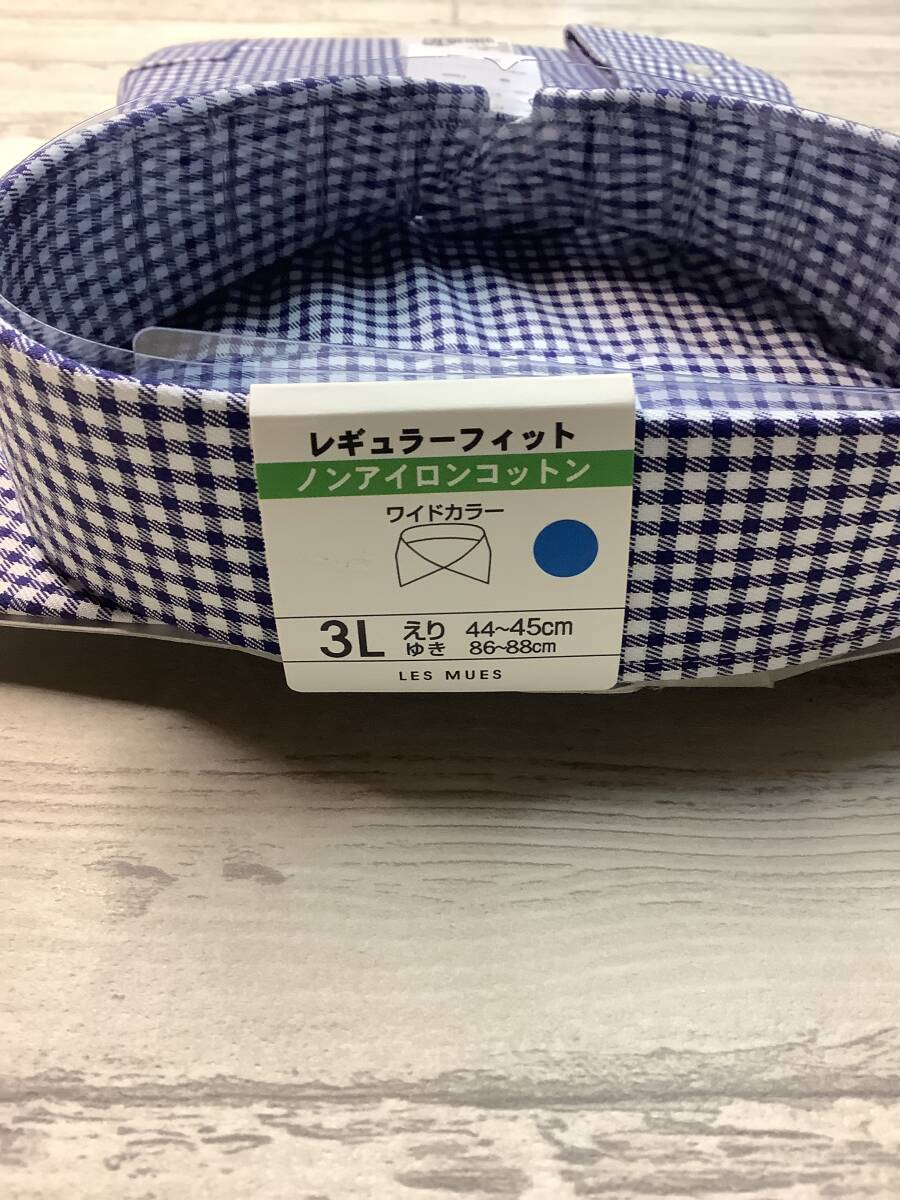 レギュラーフィット
ノンアイロンコットン
ワイドカラー
3L えり 44~45cm
ゆき 86~88cm
LES MUES